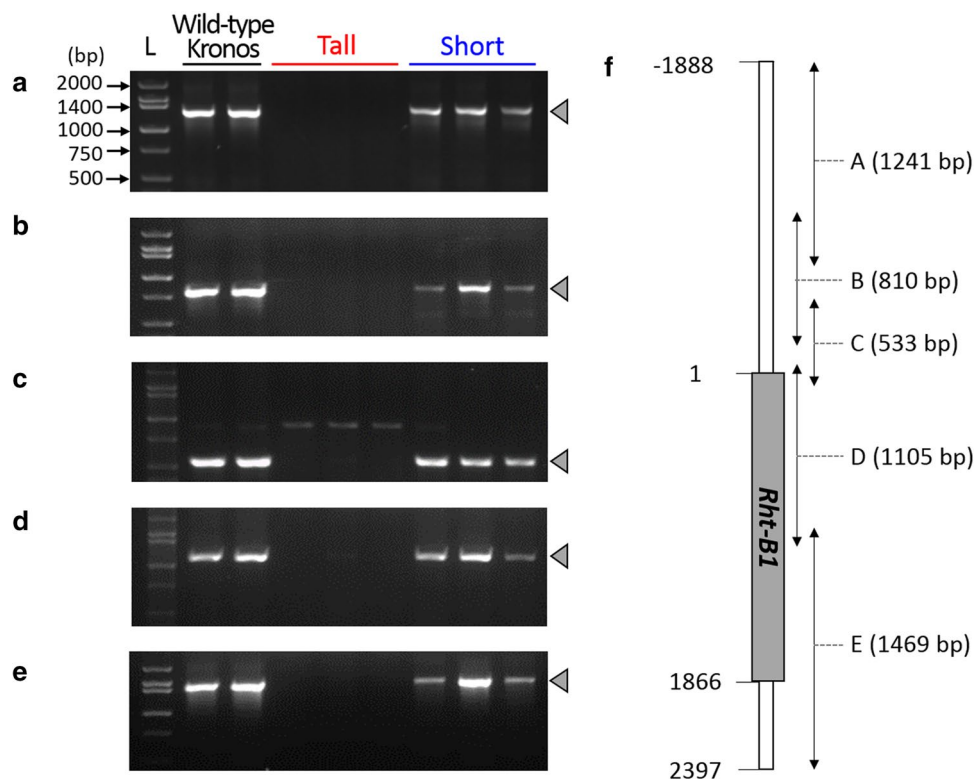 (bp)
L
Wild-type
Kronos
Tall
Short
a
2000
1400
1000
750
500
b
c
d
e
f
-1888
A (1241 bp)
B (810 bp)
C (533 bp)
1
D (1105 bp)
Rht-B1
E (1469 bp)
1866
2397